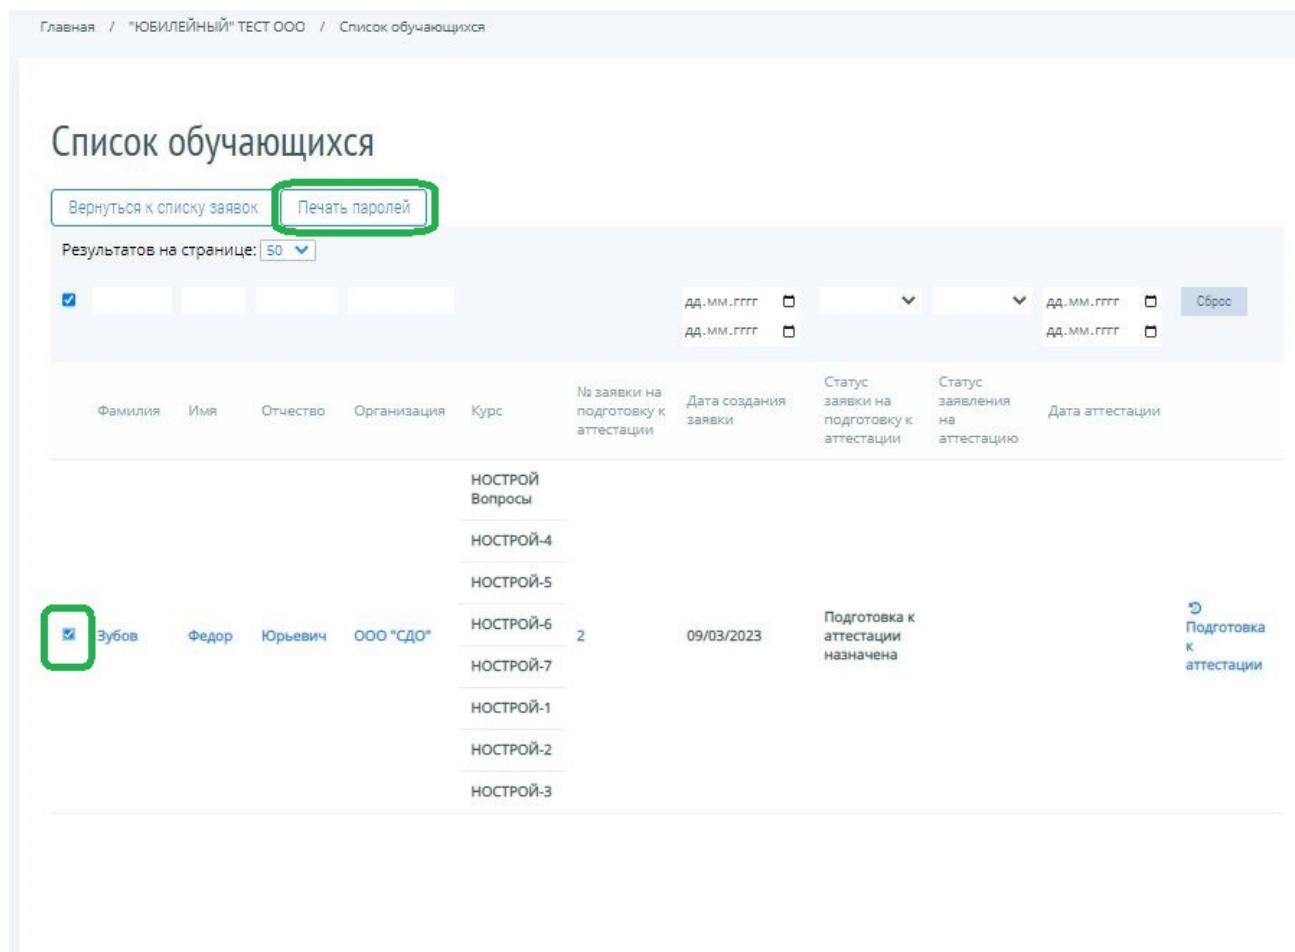 Главная / "ЮБИЛЕЙНЫЙ" ТЕСТ ООО / Список обучающихся
Список обучающихся
Вернуться к списку заявок Печать паролей
Результатов на странице: 50
дд.мм.гггг дд.мм.гггг Сброс
дд.мм.гггг дд.мм.гггг
Фамилия Имя Отчество Организация Курс № заявки на подготовку к аттестации Дата создания заявки Статус заявки на подготовку к аттестации Статус заявления на аттестацию Дата аттестации
НОСТРОЙ
Вопросы
НОСТРОЙ-4
НОСТРОЙ-5
НОСТРОЙ-6
Зубов Федор Юрьевич ООО "СДО" 2 09/03/2023 Подготовка к аттестации назначена Подготовка к аттестации
НОСТРОЙ-7
НОСТРОЙ-1
НОСТРОЙ-2
НОСТРОЙ-3